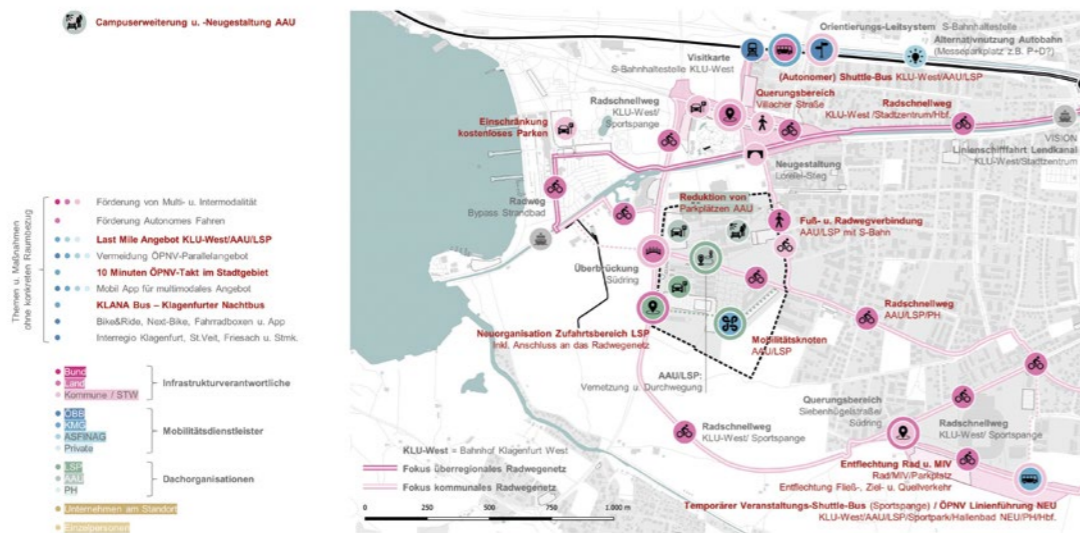 Campuserweiterung u. -Neugestaltung AAU
Themen u. Maßnahmen
ohne konkreten Raumbezug
Förderung von Multi- u. Intermodalität
Förderung Autonomes Fahren
Last Mile Angebot KLU-West/AAU/LSP
Vermeidung ÖPNV-Parallelangebot
10 Minuten ÖPNV-Takt im Stadtgebiet
Mobil App für multimodales Angebot
KLANA Bus – Klagenfurter Nachtbus
Bike&Ride, Next-Bike, Fahrradboxen u. App
Interregio Klagenfurt, St.Veit, Friesach u. Stmk.
Bund
Land
Kommune / STW
Infrastrukturverantwortliche
ÖBB
KMG
ASFINAG
Private
Mobilitätsdienstleister
LSP
AAU
PH
Dachorganisationen
Unternehmen am Standort
Einzelpersonen
Orientierungs-Leitsystem S-Bahnhaltestelle
Alternativnutzung Autobahn
(Messeparkplatz z.B. P+D?)
Visitkarte
S-Bahnhaltestelle KLU-West
(Autonomer) Shuttle-Bus KLU-West/AAU/LSP
Radschnellweg
KLU-West/
Sportspange
Querungsbereich
Villacher Straße
Radschnellweg
KLU-West /Stadtzentrum/Hbf.
Einschränkung
kostenloses Parken
VISION
Linienschifffahrt Lendkanal
KLU-West/Stadtzentrum
Neugestaltung
Loretei-Stieg
Radweg
Bypass Strandbad
Reduktion von
Parkplätzen AAU
Fuß- u. Radwegverbindung
AAU/LSP mit S-Bahn
Überbrückung
Südring
Radschnellweg
AAU/LSP/PH
Neuorganisation Zufahrtsbereich LSP
Inkl. Anschluss an das Radwegenetz
Mobilitätsknoten
AAU/LSP
AAU/LSP:
Vernetzung u. Durchwegung
Querungsbereich
Siebenhügelstraße/
Südring
Radschnellweg
KLU-West/ Sportspange
Radschnellweg
KLU-West/ Sportspange
KLU-West = Bahnhof Klagenfurt West
Fokus überregionales Radwegenetz
Fokus kommunales Radwegenetz
Entflechtung Rad u. MIV
Rad/MIV/Parkplatz
Entflechtung Fließ-, Ziel- u. Quellverkehr
Temporärer Veranstaltungs-Shuttle-Bus (Sportspange) / ÖPNV Linienführung NEU
KLU-West/AAU/LSP/Sportpark/Hallenbad NEU/PH/Hbf.
0 500 1.000 m